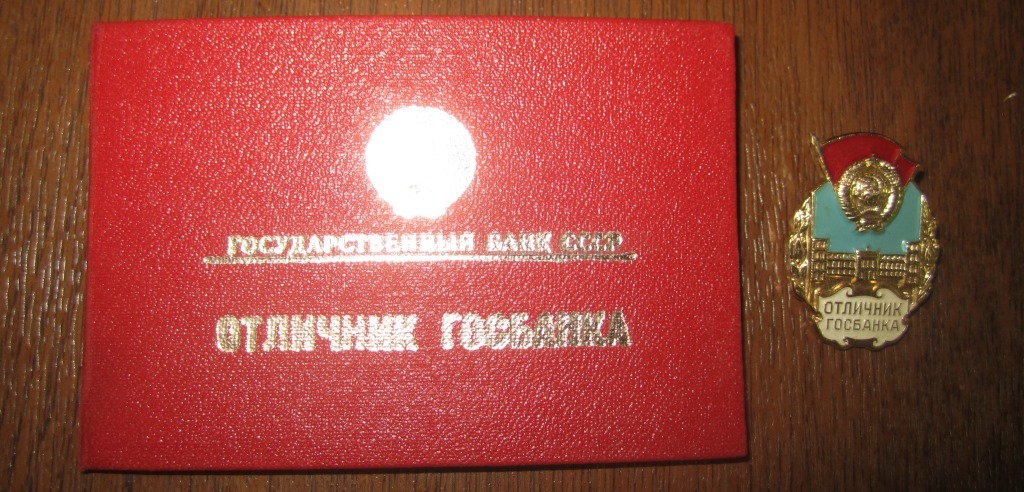 ГОСУДАРСТВЕННЫЙ БАНК СССР
ОТЛИЧНИК ГОСБАНКА
ОТЛИЧНИК
ГОСБАНКА